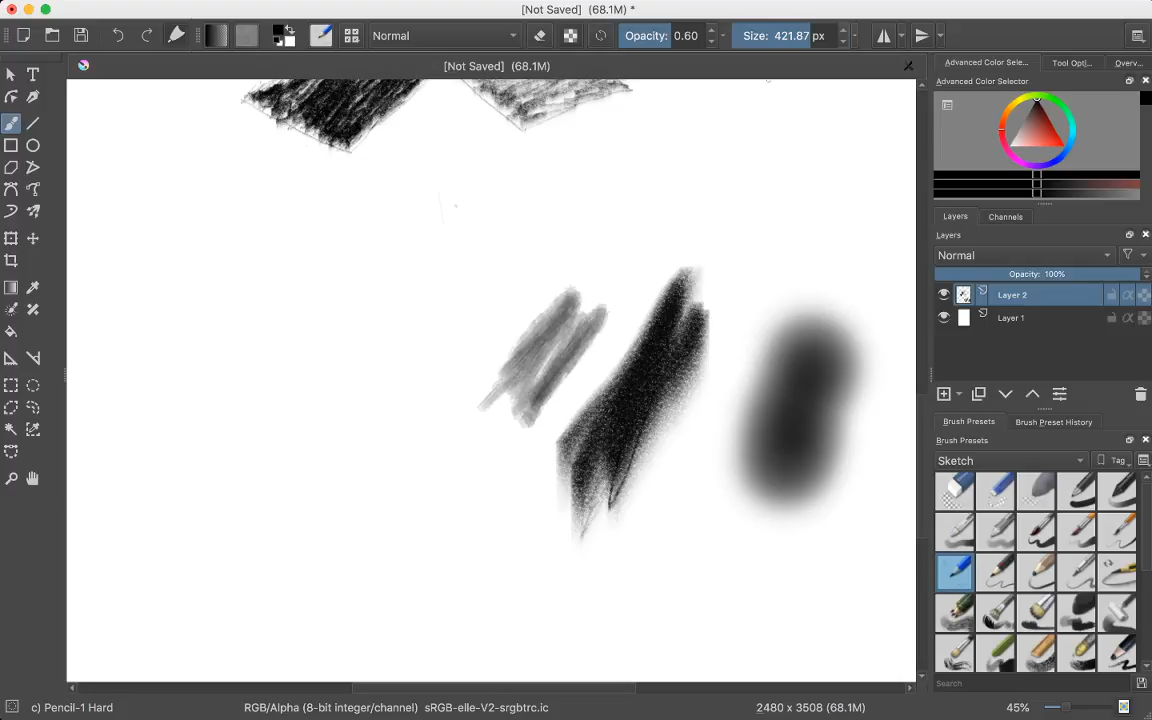 [Not Saved] (68.1M) *
Normal
Opacity: 0.60
Size: 421.87 px
[Not Saved] (68.1M)
Advanced Color Sele...
Tool Opti...
Overv...
Advanced Color Selector
Layers
Channels
Layers
Normal
Opacity: 100%
Layer 2
Layer 1
Brush Presets
Brush Preset History
Brush Presets
Sketch
Tag
Search
c) Pencil-1 Hard
RGB/Alpha (8-bit integer/channel) sRGB-elle-V2-srgbtrc.ic
2480 x 3508 (68.1M)
45%